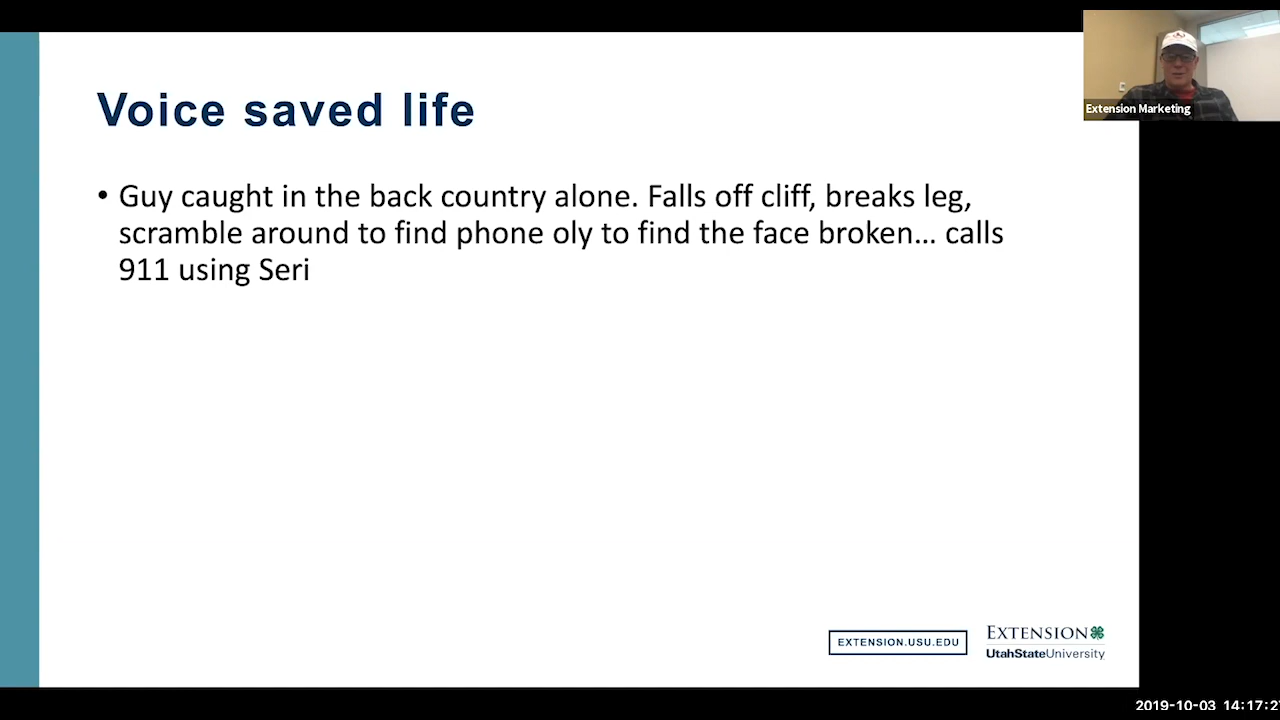 Voice saved life
Extension Marketing
• Guy caught in the back country alone. Falls off cliff, breaks leg,
scramble around to find phone oly to find the face broken… calls
911 using Seri
EXTENSION.USU.EDU
EXTENSION
UtahStateUniversity
2019-10-03 14:17:2